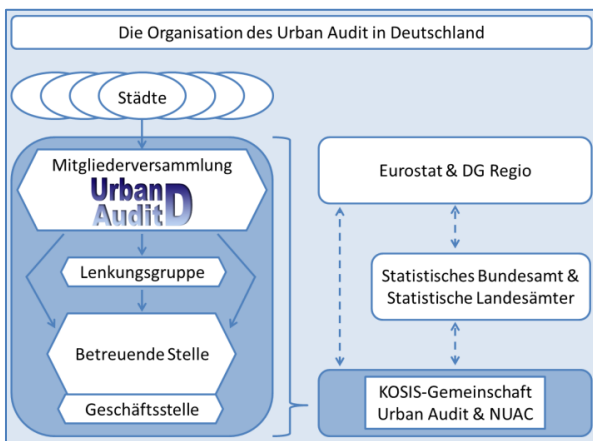 Die Organisation des Urban Audit in Deutschland
Städte
Mitgliederversammlung
Urban
Audit D
Lenkungsgruppe
Betreuende Stelle
Geschäftsstelle
Eurostat & DG Regio
Statistisches Bundesamt &
Statistische Landesämter
KOSIS-Gemeinschaft
Urban Audit & NUAC